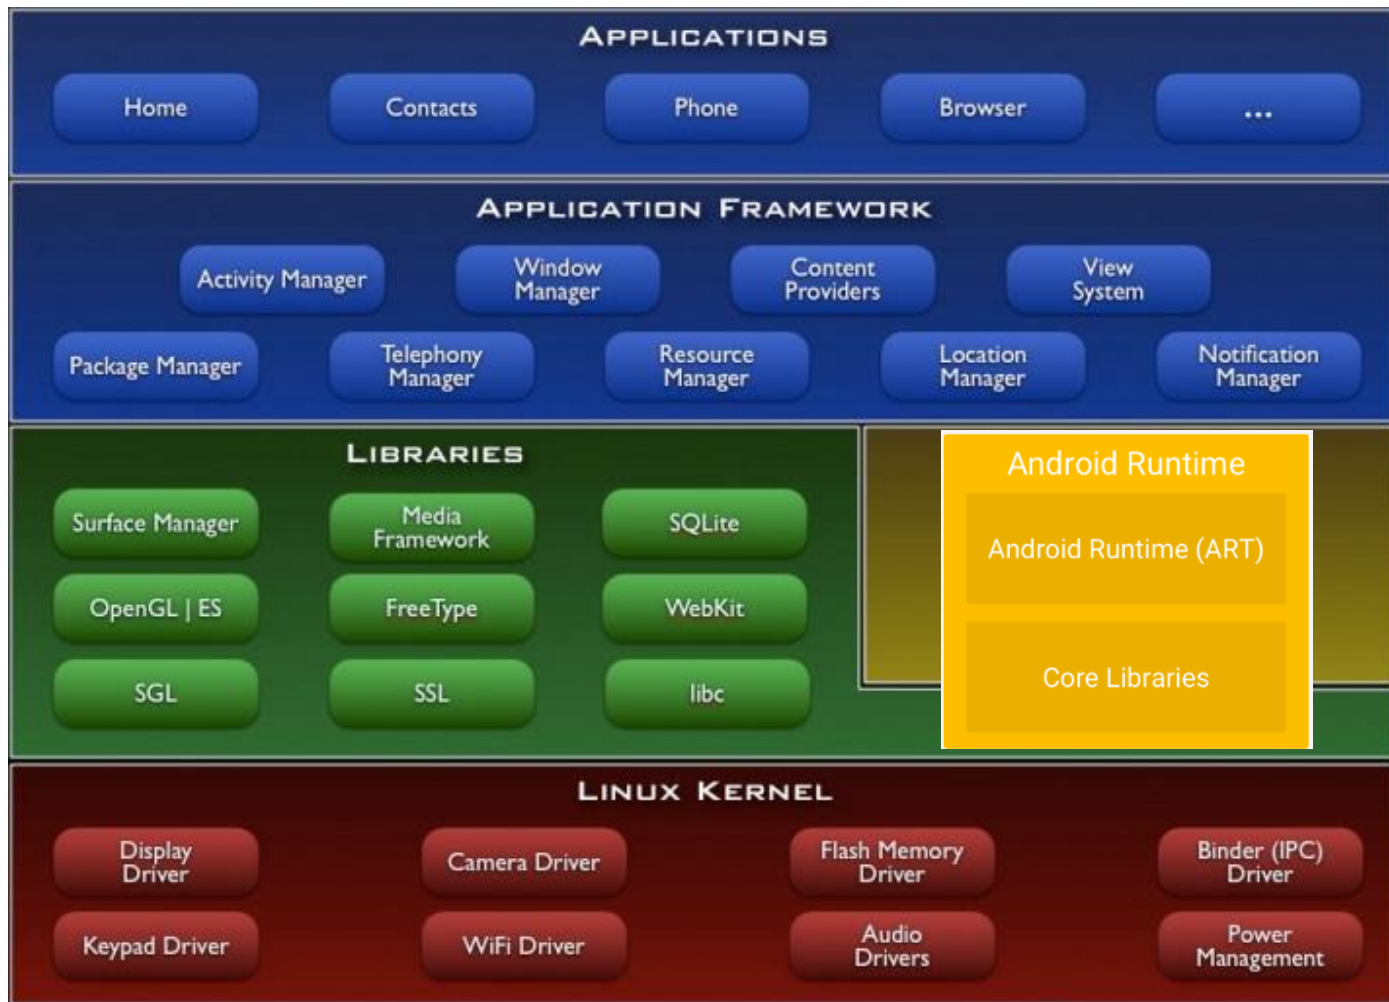 APPLICATIONS
Home
Contacts
Phone
Browser
...
APPLICATION FRAMEWORK
Activity Manager
Window
Manager
Content
Providers
View
System
Package Manager
Telephony
Manager
Resource
Manager
Location
Manager
Notification
Manager
LIBRARIES
Surface Manager
Media
Framework
SQLite
OpenGL | ES
FreeType
WebKit
SGL
SSL
libc
Android Runtime
Android Runtime (ART)
Core Libraries
LINUX KERNEL
Display
Driver
Camera Driver
Flash Memory
Driver
Binder (IPC)
Driver
Keypad Driver
WiFi Driver
Audio
Drivers
Power
Management